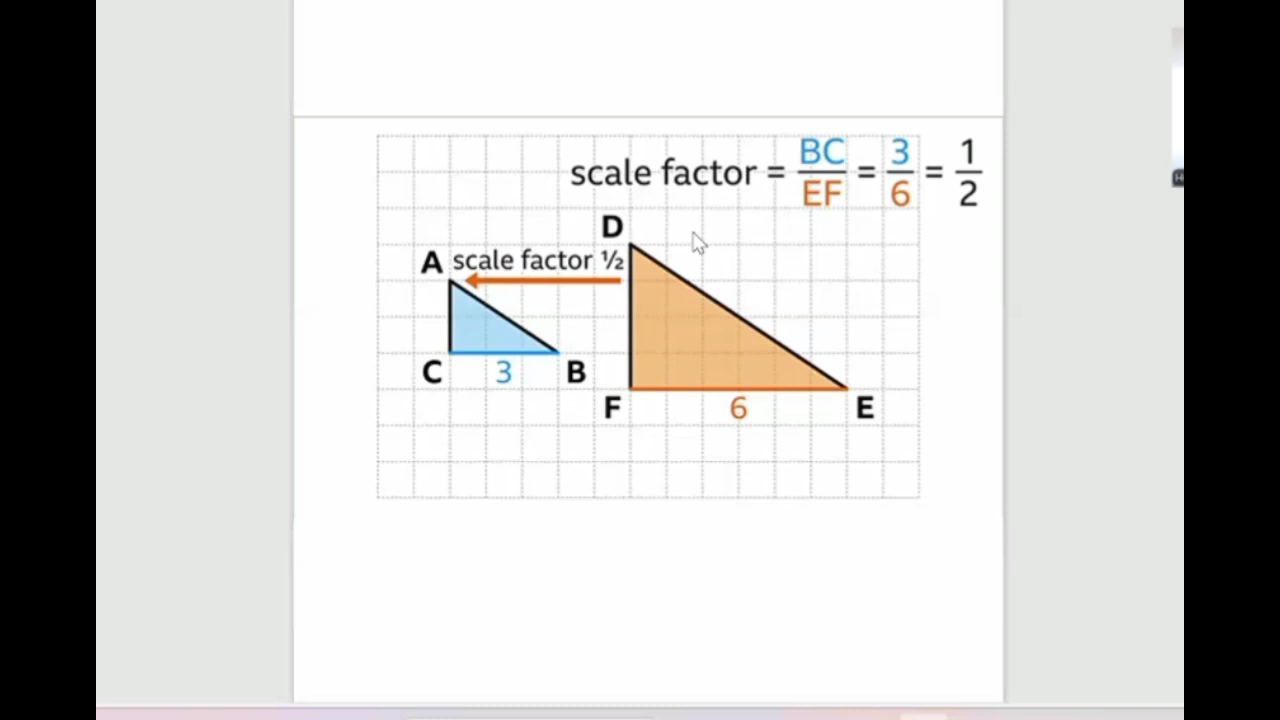 scale factor = BC/EF = 3/6 = 1/2
D
A scale factor ½
C 3 B
F 6 E